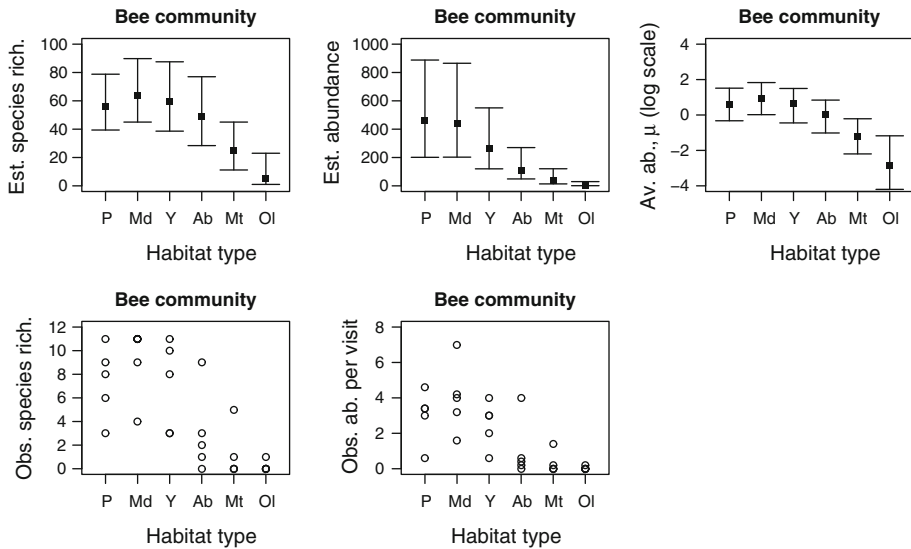 Bee community
Est. species rich.
100
80
60
40
20
0
P Md Y Ab Mt Ol
Habitat type
Bee community
Est. abundance
1000
800
600
400
200
0
P Md Y Ab Mt Ol
Habitat type
Bee community
Av. ab., μ (log scale)
4
2
0
−2
−4
P Md Y Ab Mt Ol
Habitat type
Bee community
Obs. species rich.
12
10
8
6
4
2
0
P Md Y Ab Mt Ol
Habitat type
Bee community
Obs. ab. per visit
8
6
4
2
0
P Md Y Ab Mt Ol
Habitat type